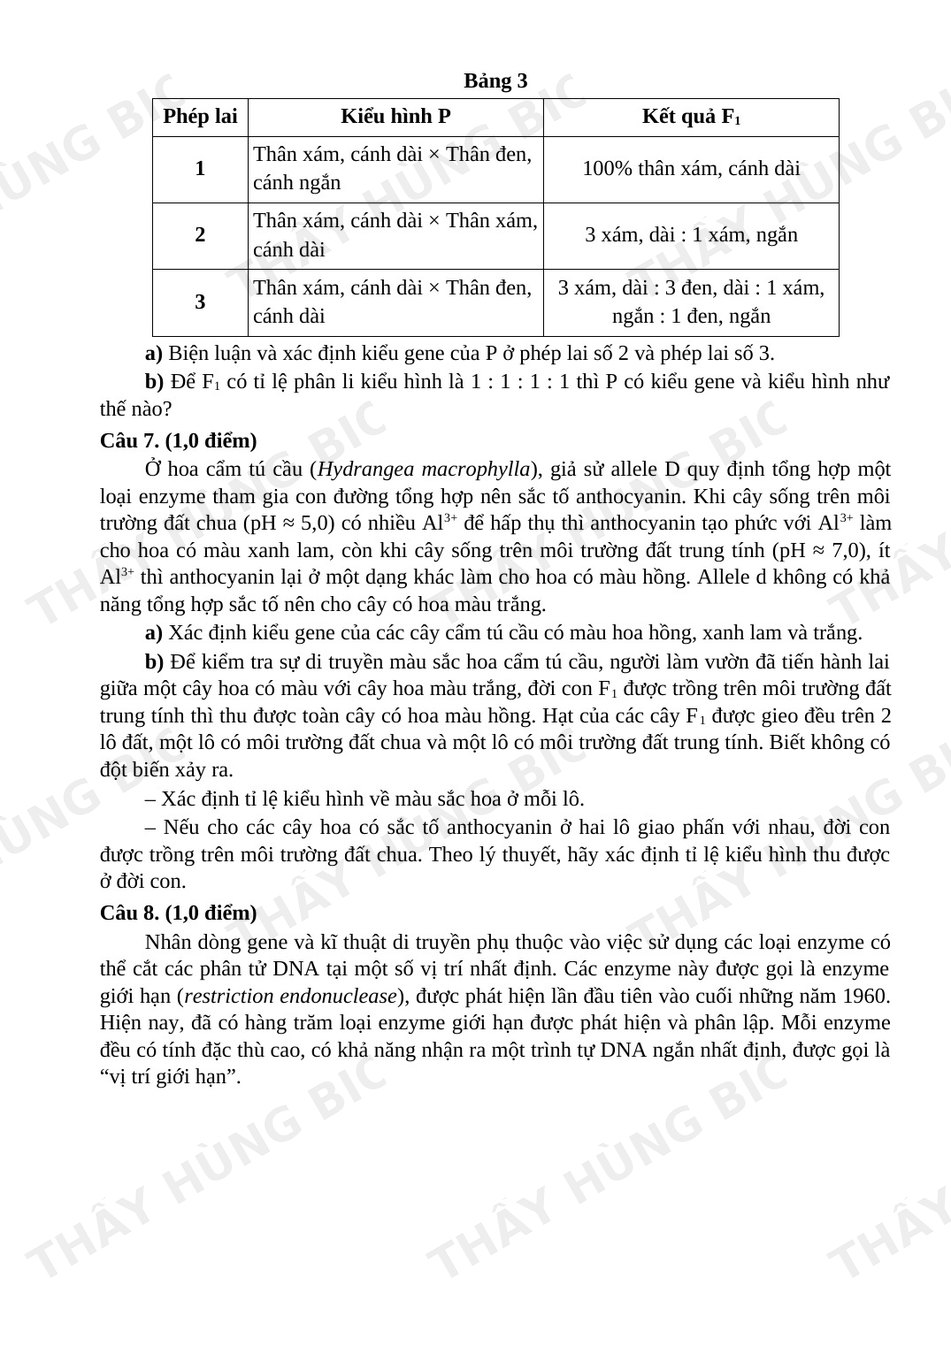 Bảng 3
Phép lai Kiểu hình P Kết quả F₁
1 Thân xám, cánh dài × Thân đen, cánh ngắn 100% thân xám, cánh dài
2 Thân xám, cánh dài × Thân xám, cánh dài 3 xám, dài : 1 xám, ngắn
3 Thân xám, cánh dài × Thân đen, cánh dài 3 xám, dài : 3 đen, dài : 1 xám, ngắn : 1 đen, ngắn
a) Biện luận và xác định kiểu gene của P ở phép lai số 2 và phép lai số 3.
b) Để F₁ có tỉ lệ phân li kiểu hình là 1 : 1 : 1 : 1 thì P có kiểu gene và kiểu hình như
thế nào?
Câu 7. (1,0 điểm)
Ở hoa cẩm tú cầu (Hydrangea macrophylla), giả sử allele D quy định tổng hợp một
loại enzyme tham gia con đường tổng hợp nên sắc tố anthocyanin. Khi cây sống trên môi
trường đất chua (pH ≈ 5,0) có nhiều Al³⁺ để hấp thụ thì anthocyanin tạo phức với Al³⁺ làm
cho hoa có màu xanh lam, còn khi cây sống trên môi trường đất trung tính (pH ≈ 7,0), ít
Al³⁺ thì anthocyanin lại ở một dạng khác làm cho hoa có màu hồng. Allele d không có khả
năng tổng hợp sắc tố nên cho cây có hoa màu trắng.
a) Xác định kiểu gene của các cây cẩm tú cầu có màu hoa hồng, xanh lam và trắng.
b) Để kiểm tra sự di truyền màu sắc hoa cẩm tú cầu, người làm vườn đã tiến hành lai
giữa một cây hoa có màu với cây hoa màu trắng, đời con F₁ được trồng trên môi trường đất
trung tính thì thu được toàn cây có hoa màu hồng. Hạt của các cây F₁ được gieo đều trên 2
lô đất, một lô có môi trường đất chua và một lô có môi trường đất trung tính. Biết không có
đột biến xảy ra.
– Xác định tỉ lệ kiểu hình về màu sắc hoa ở mỗi lô.
– Nếu cho các cây hoa có sắc tố anthocyanin ở hai lô giao phấn với nhau, đời con
được trồng trên môi trường đất chua. Theo lý thuyết, hãy xác định tỉ lệ kiểu hình thu được
ở đời con.
Câu 8. (1,0 điểm)
Nhân dòng gene và kĩ thuật di truyền phụ thuộc vào việc sử dụng các loại enzyme có
thể cắt các phân tử DNA tại một số vị trí nhất định. Các enzyme này được gọi là enzyme
giới hạn (restriction endonuclease), được phát hiện lần đầu tiên vào cuối những năm 1960.
Hiện nay, đã có hàng trăm loại enzyme giới hạn được phát hiện và phân lập. Mỗi enzyme
đều có tính đặc thù cao, có khả năng nhận ra một trình tự DNA ngắn nhất định, được gọi là
“vị trí giới hạn”.
THẦY HÙNG BIO